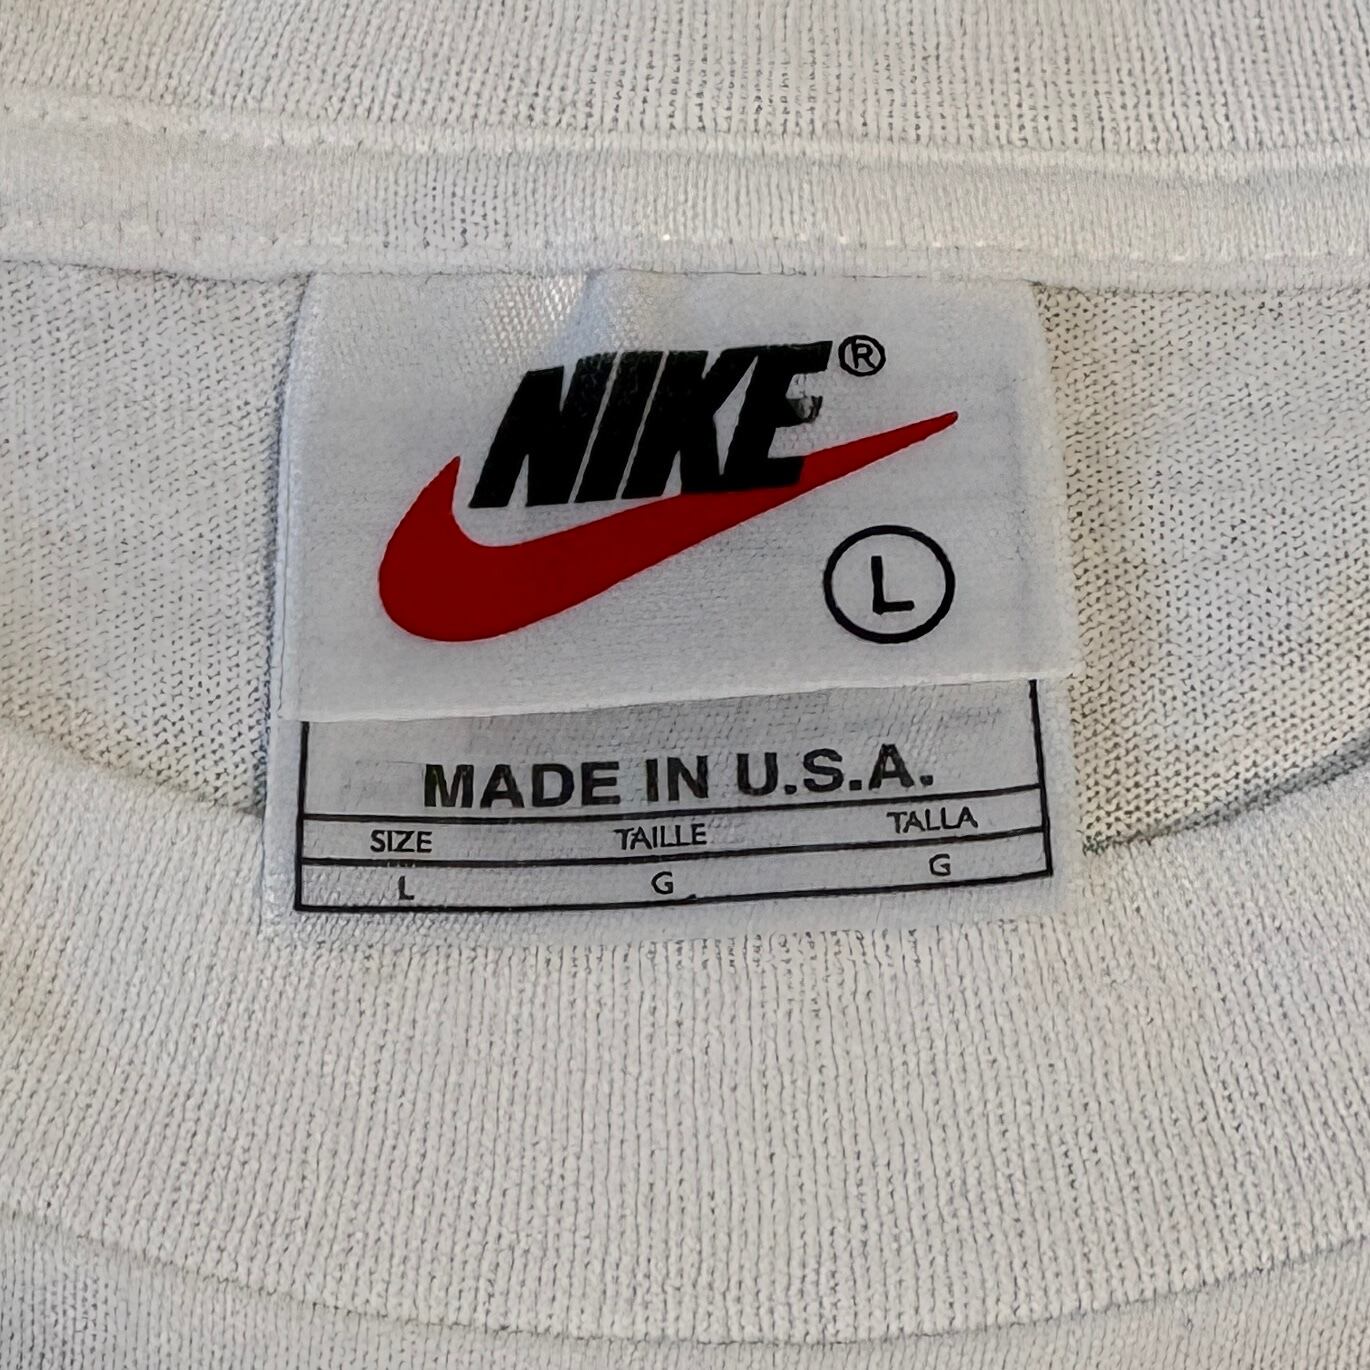 NIKE®
L
MADE IN U.S.A.
SIZE TAILLE TALLA
L G G